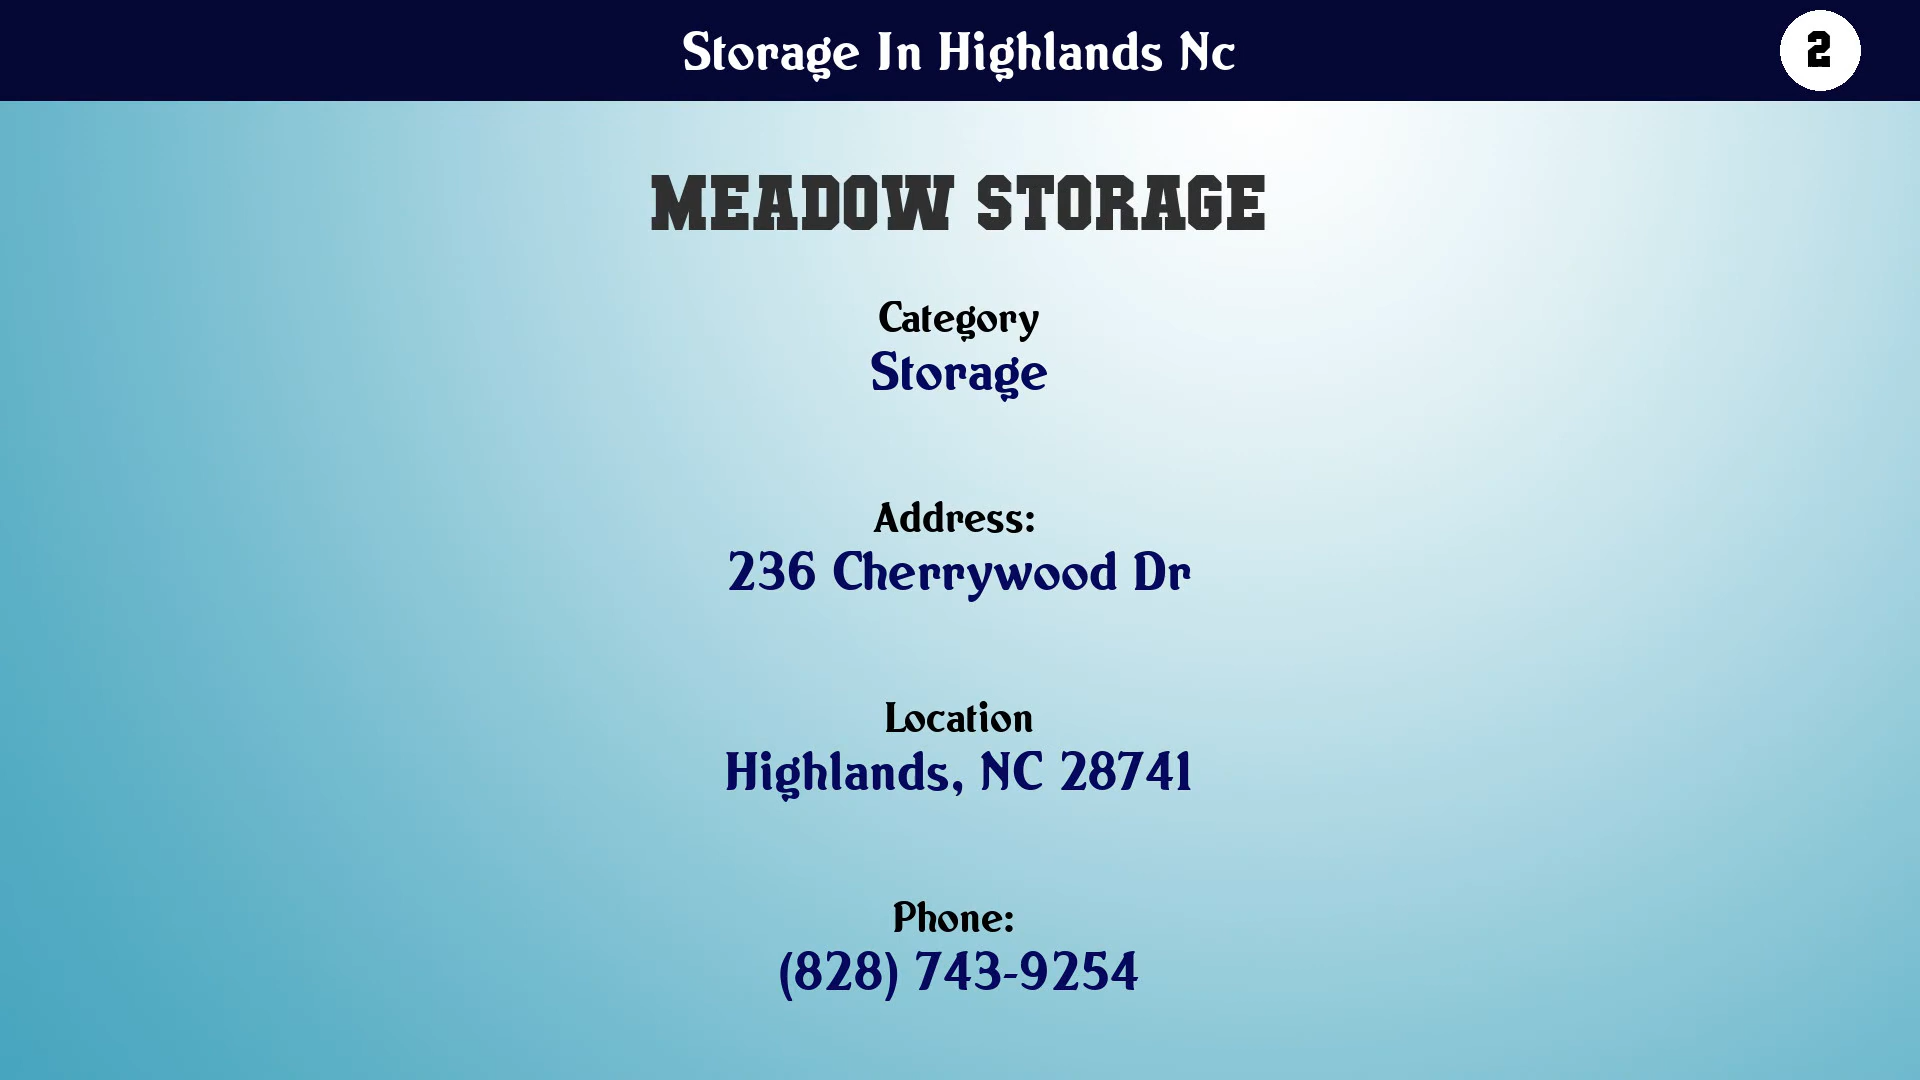 Storage In Highlands Nc
2
MEADOW STORAGE
Category
Storage
Address:
236 Cherrywood Dr
Location
Highlands, NC 28741
Phone:
(828) 743-9254